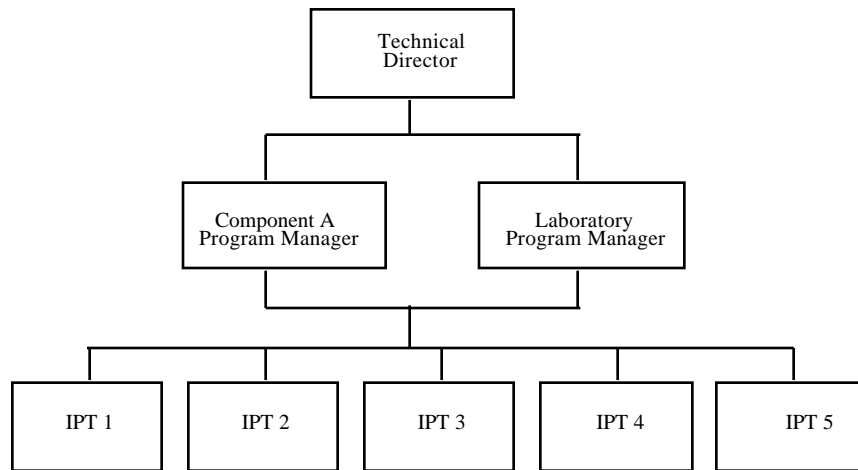 Technical
Director
Component A
Program Manager
Laboratory
Program Manager
IPT 1
IPT 2
IPT 3
IPT 4
IPT 5